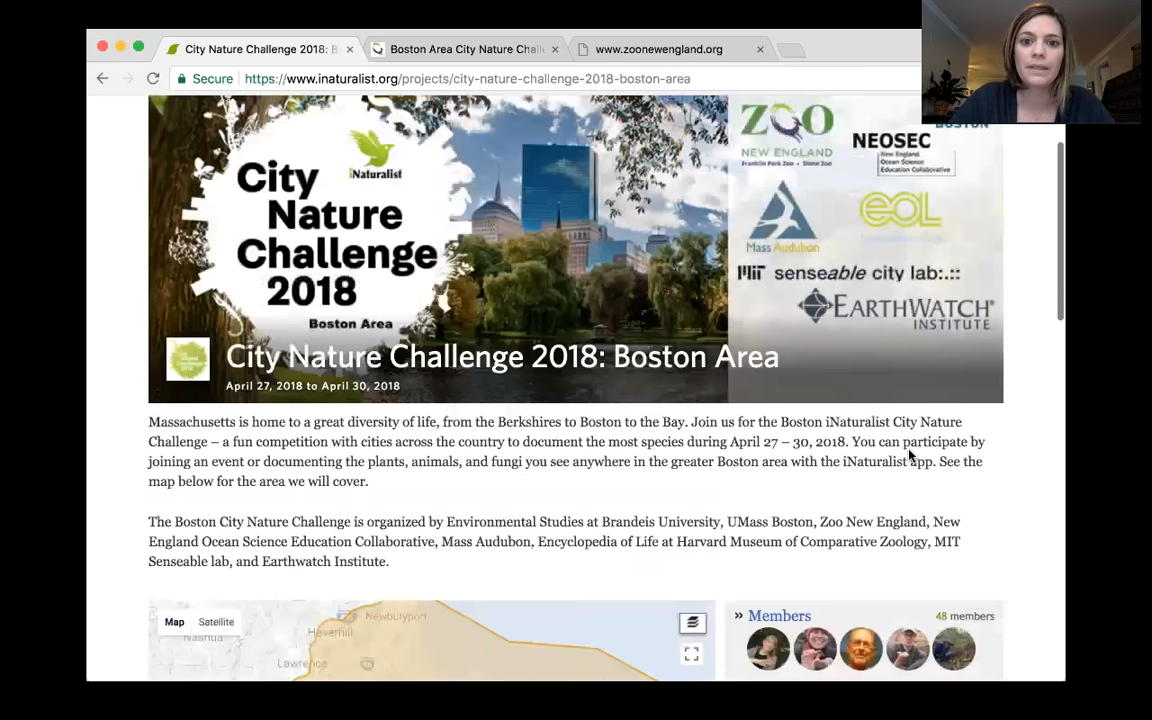 City Nature Challenge 2018: B
Boston Area City Nature Chall
www.zoonewengland.org
Secure
https://www.inaturalist.org/projects/city-nature-challenge-2018-boston-area
City
Nature
Challenge
2018
iNaturalist
Boston Area
ZOO
NEW ENGLAND
Franklin Park Zoo • Stone Zoo
BOSTON
NEOSEC
New England
Ocean Science
Education Collaborative
Mass Audubon
eol
MIT senseable city lab:.::
EARTHWATCH
INSTITUTE
City Nature Challenge 2018: Boston Area
April 27, 2018 to April 30, 2018
Massachusetts is home to a great diversity of life, from the Berkshires to Boston to the Bay. Join us for the Boston iNaturalist City Nature
Challenge – a fun competition with cities across the country to document the most species during April 27 – 30, 2018. You can participate by
joining an event or documenting the plants, animals, and fungi you see anywhere in the greater Boston area with the iNaturalist app. See the
map below for the area we will cover.
The Boston City Nature Challenge is organized by Environmental Studies at Brandeis University, UMass Boston, Zoo New England, New
England Ocean Science Education Collaborative, Mass Audubon, Encyclopedia of Life at Harvard Museum of Comparative Zoology, MIT
Senseable lab, and Earthwatch Institute.
Map
Satellite
Newburyport
Haverhill
Nashua
Lawrence
» Members
48 members